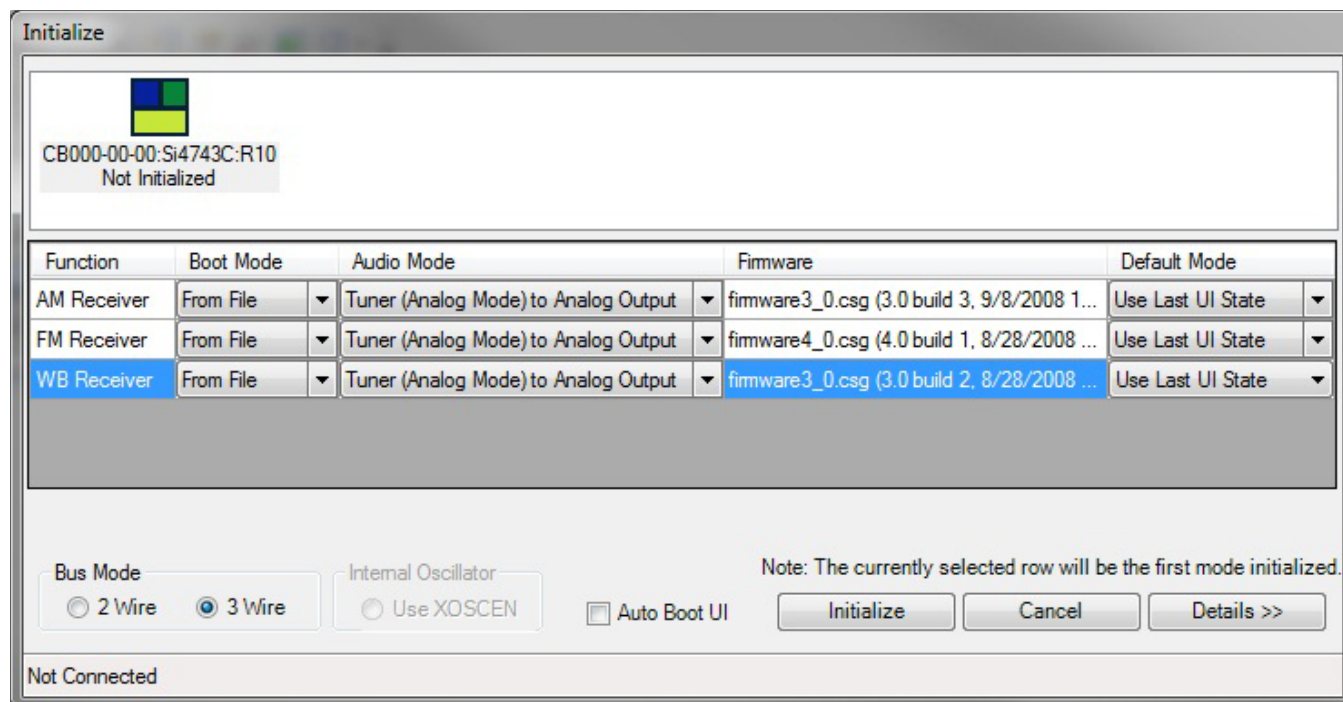 Initialize
CB000-00-00:Si4743C:R10
Not Initialized
Function Boot Mode Audio Mode Firmware Default Mode
AM Receiver From File Tuner (Analog Mode) to Analog Output firmware3_0.csg (3.0 build 3, 9/8/2008 1... Use Last UI State
FM Receiver From File Tuner (Analog Mode) to Analog Output firmware4_0.csg (4.0 build 1, 8/28/2008 ... Use Last UI State
WB Receiver From File Tuner (Analog Mode) to Analog Output firmware3_0.csg (3.0 build 2, 8/28/2008 ... Use Last UI State
Note: The currently selected row will be the first mode initialized.
Bus Mode Internal Oscillator
2 Wire 3 Wire Use XOSCEN Auto Boot UI Initialize Cancel Details >>
Not Connected